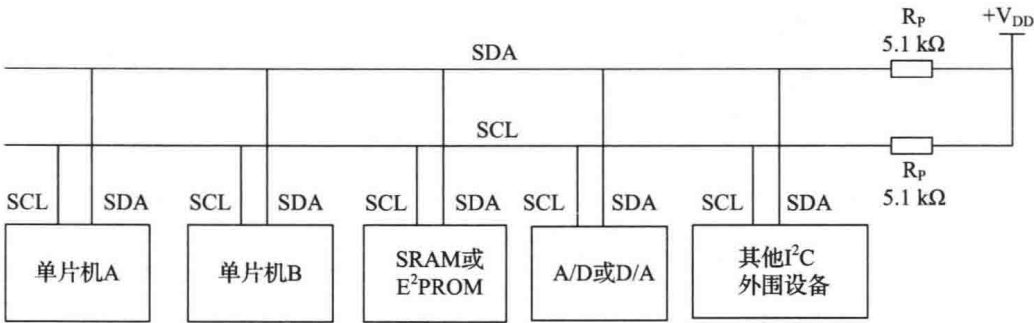 R_P +V_DD
5.1 kΩ
SDA
SCL
R_P
5.1 kΩ
SCL SDA SCL SDA SCL SDA SCL SDA SCL SDA
单片机A
单片机B
SRAM或
E²PROM
A/D或D/A
其他I²C
外围设备